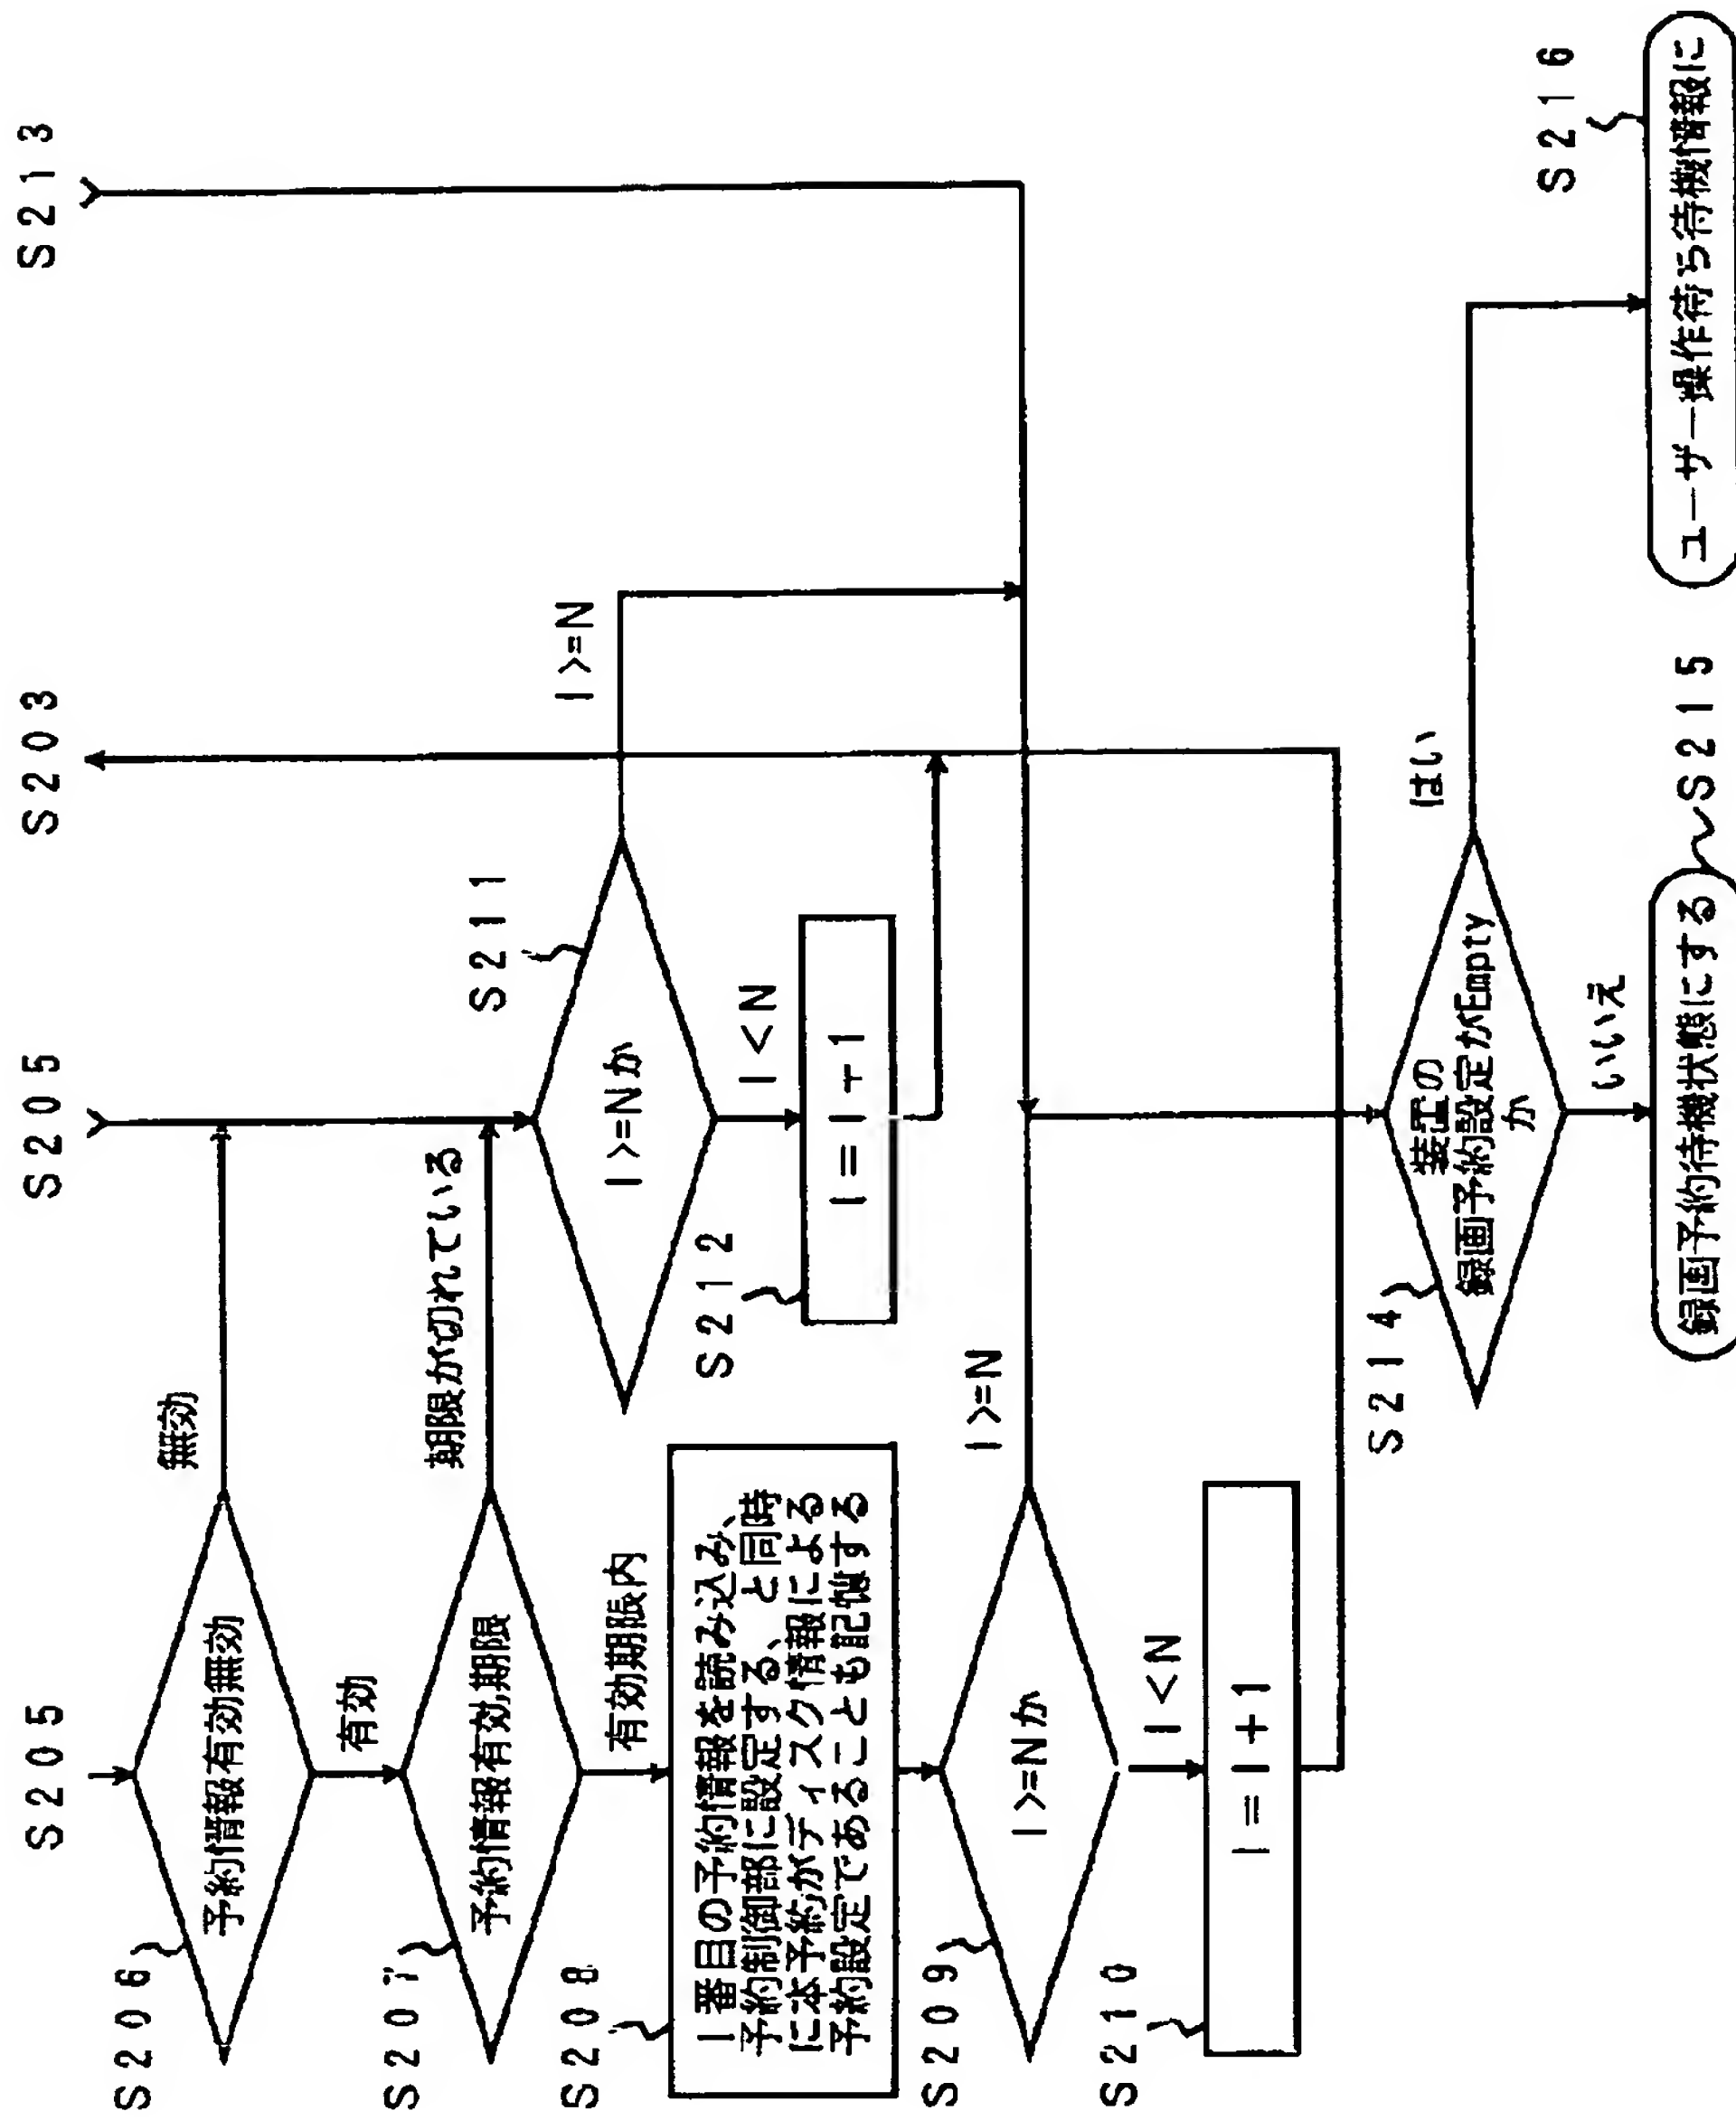 S205
S205
S203
S213
S206
予約情報有効無効
無効
有効
S207
予約情報有効期限
期限が切れている
有効期限内
S208
I番目の予約情報を読み込み、
予約制御部に設定する、と同時
に本予約がディスク情報による
予約設定であることも記憶する
S211
I>=Nか
I>=N
I<N
S212
I=I+1
S209
I>=Nか
I>=N
I<N
S210
I=I+1
S214
装置の
録画予約設定がEmpty
か
はい
いいえ
録画予約待機状態にする
S215
S216
ユーザー操作待ち待機情報に